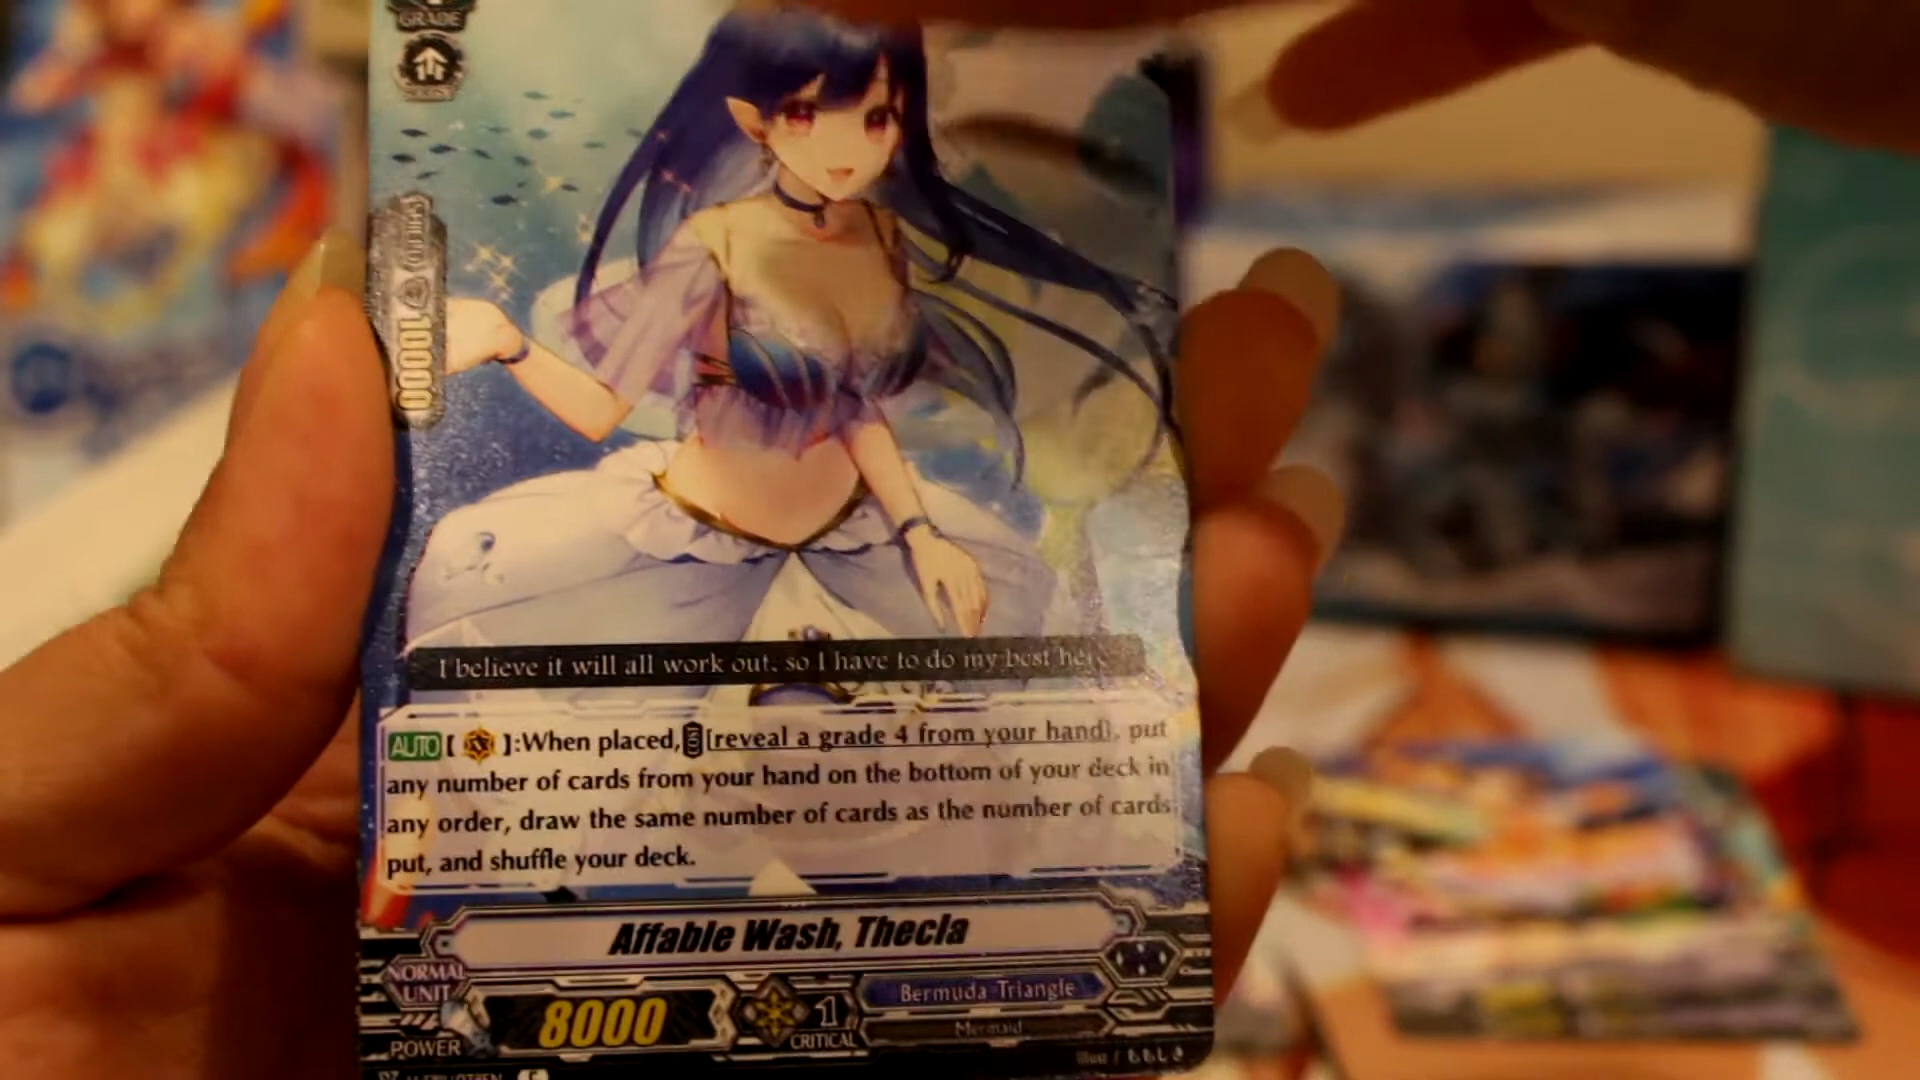 GRADE
BOOST
10000
I believe it will all work out, so I have to do my best here
AUTO [ ]:When placed, COST [reveal a grade 4 from your hand], put
any number of cards from your hand on the bottom of your deck in
any order, draw the same number of cards as the number of cards
put, and shuffle your deck.
Affable Wash, Thecla
NORMAL
UNIT
POWER
8000
1
CRITICAL
Bermuda Triangle
Mermaid